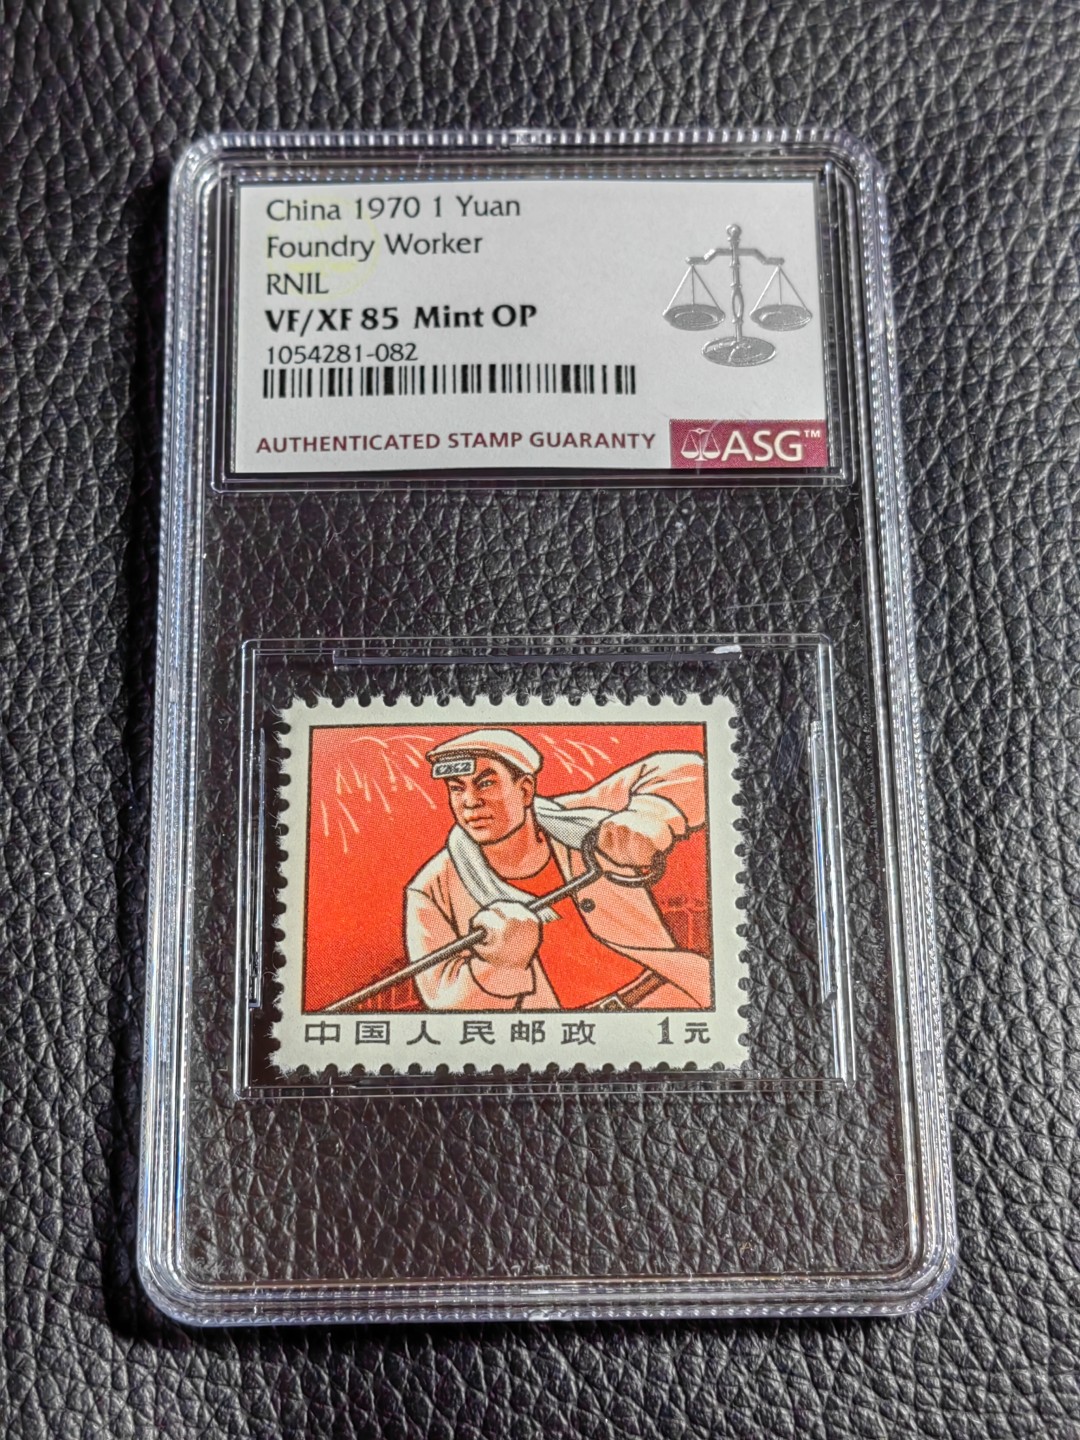 China 1970 1 Yuan
Foundry Worker
RNIL
VF/XF 85 Mint OP
1054281-082
AUTHENTICATED STAMP GUARANTY
ASG™
中国人民邮政 1元